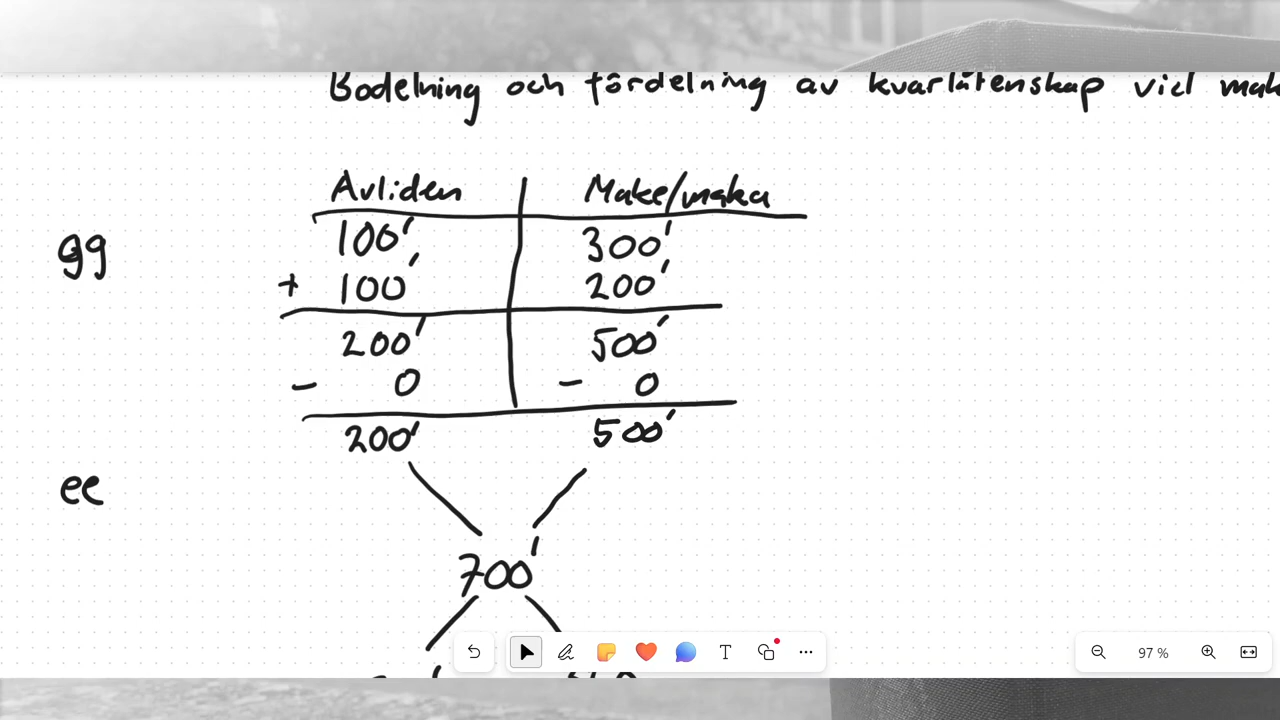 Bodelning och fördelning av kvarlåtenskap vid mak
Avliden Make/maka
gg
100' 300'
+ 100' 200'
200' 500'
- 0 - 0
200' 500'
ee
700'
T
97 %